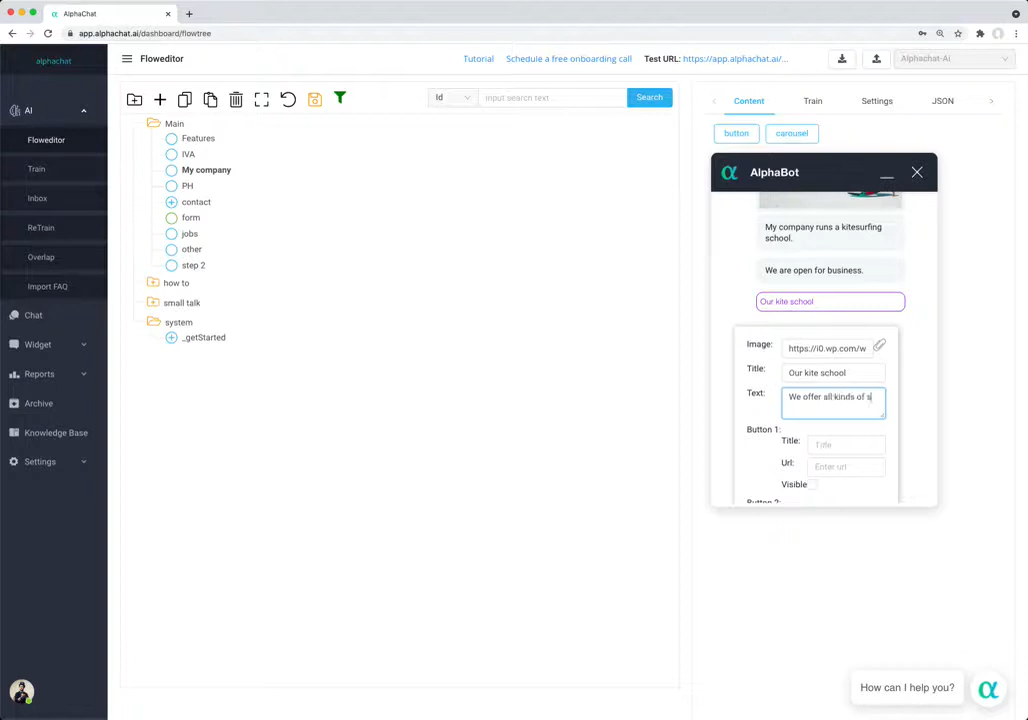 AlphaChat
app.alphachat.ai/dashboard/flowtree
alphachat
Floweditor
Tutorial
Schedule a free onboarding call
Test URL: https://app.alphachat.ai/...
Alphachat-Ai
AI
Floweditor
Train
Inbox
ReTrain
Overlap
Import FAQ
Chat
Widget
Reports
Archive
Knowledge Base
Settings
Id
input search text ..
Search
Main
Features
IVA
My company
PH
contact
form
jobs
other
step 2
how to
small talk
system
_getStarted
Content
Train
Settings
JSON
button
carousel
AlphaBot
My company runs a kitesurfing
school.
We are open for business.
Our kite school
Image:
https://i0.wp.com/w
Title:
Our kite school
Text:
We offer all kinds of s
Button 1:
Title:
Title
Url:
Enter url
Visible
Button 2:
How can I help you?